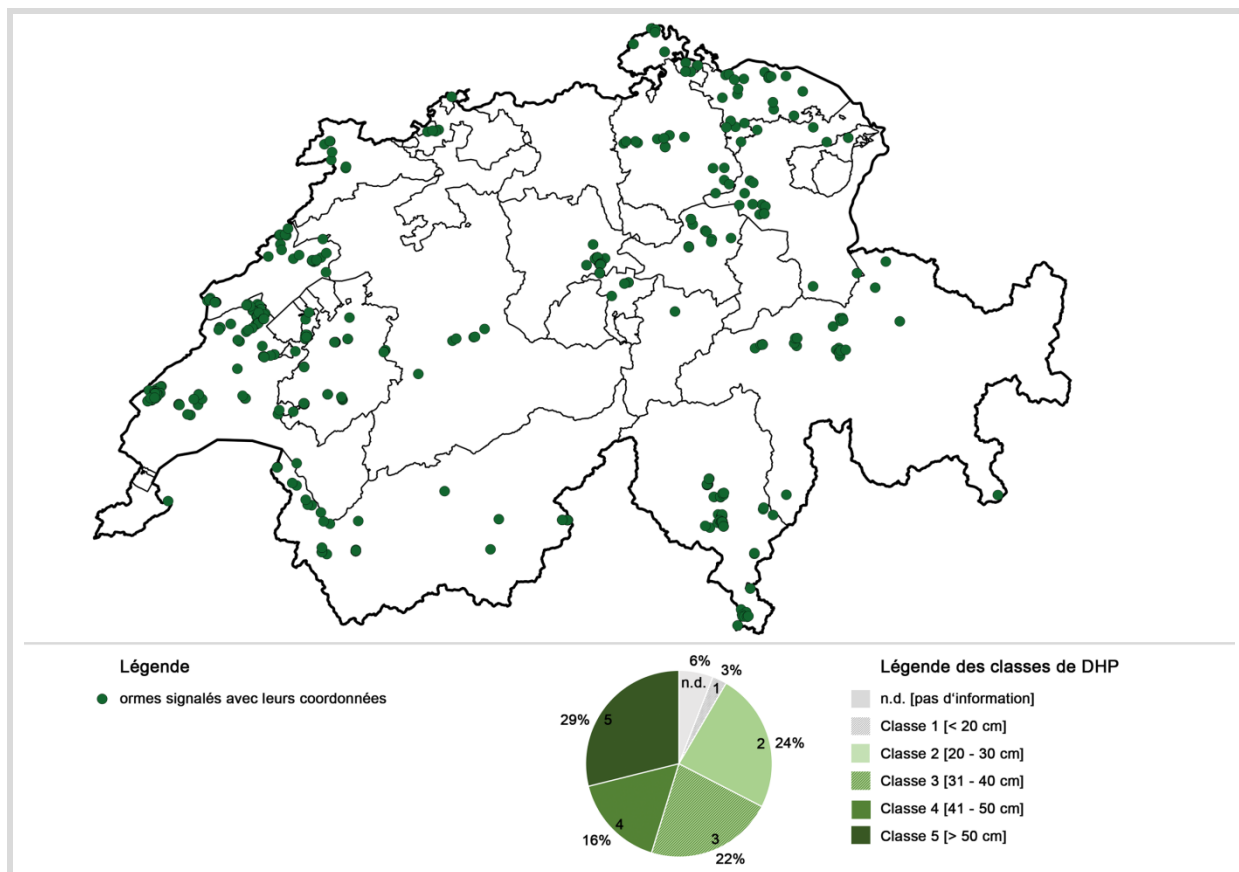 Légende
ormes signalés avec leurs coordonnées
6%
3%
n.d.
1
29%
5
2
24%
4
16%
3
22%
Légende des classes de DHP
n.d. [pas d'information]
Classe 1 [< 20 cm]
Classe 2 [20 - 30 cm]
Classe 3 [31 - 40 cm]
Classe 4 [41 - 50 cm]
Classe 5 [> 50 cm]